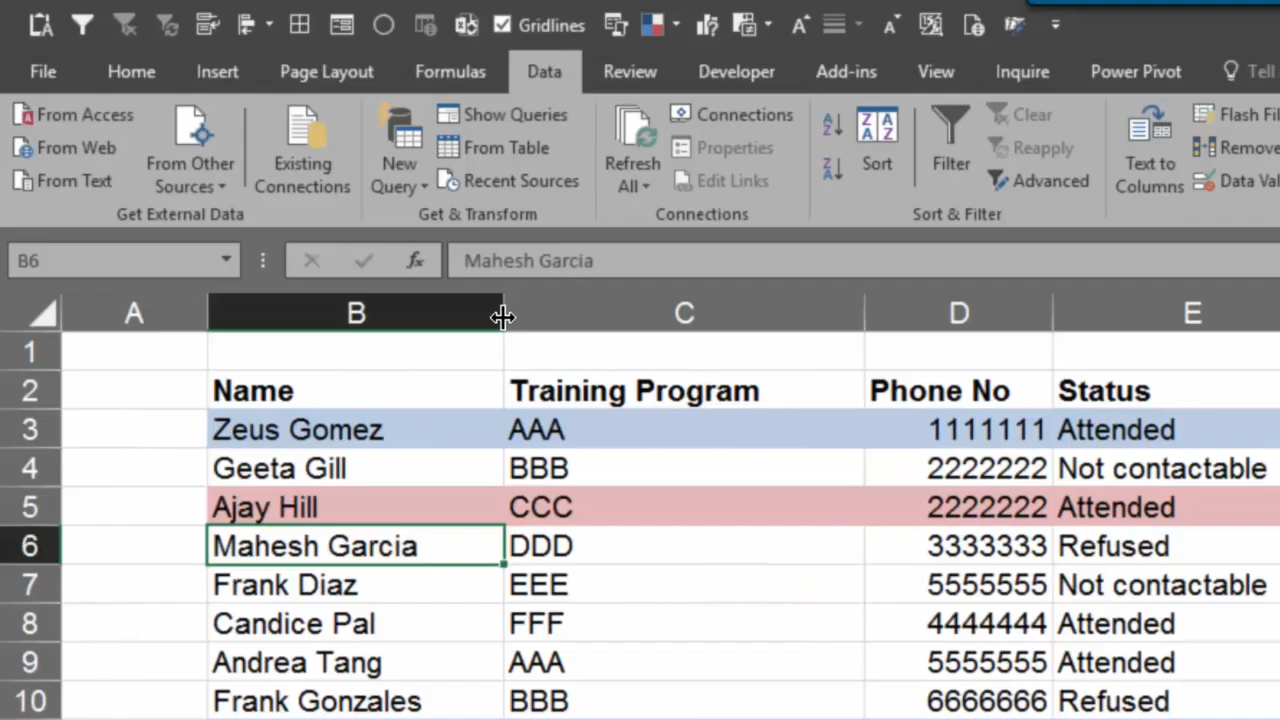 Gridlines
File Home Insert Page Layout Formulas Data Review Developer Add-ins View Inquire Power Pivot Tell
From Access
From Web
From Text
From Other Sources
Existing Connections
Get External Data
New Query
Show Queries
From Table
Recent Sources
Get & Transform
Refresh All
Connections
Properties
Edit Links
Connections
Sort
Filter
Clear
Reapply
Advanced
Sort & Filter
Text to Columns
Flash Fil
Remove
Data Val
B6 fx Mahesh Garcia
A B C D E
1
2 Name Training Program Phone No Status
3 Zeus Gomez AAA 1111111 Attended
4 Geeta Gill BBB 2222222 Not contactable
5 Ajay Hill CCC 2222222 Attended
6 Mahesh Garcia DDD 3333333 Refused
7 Frank Diaz EEE 5555555 Not contactable
8 Candice Pal FFF 4444444 Attended
9 Andrea Tang AAA 5555555 Attended
10 Frank Gonzales BBB 6666666 Refused